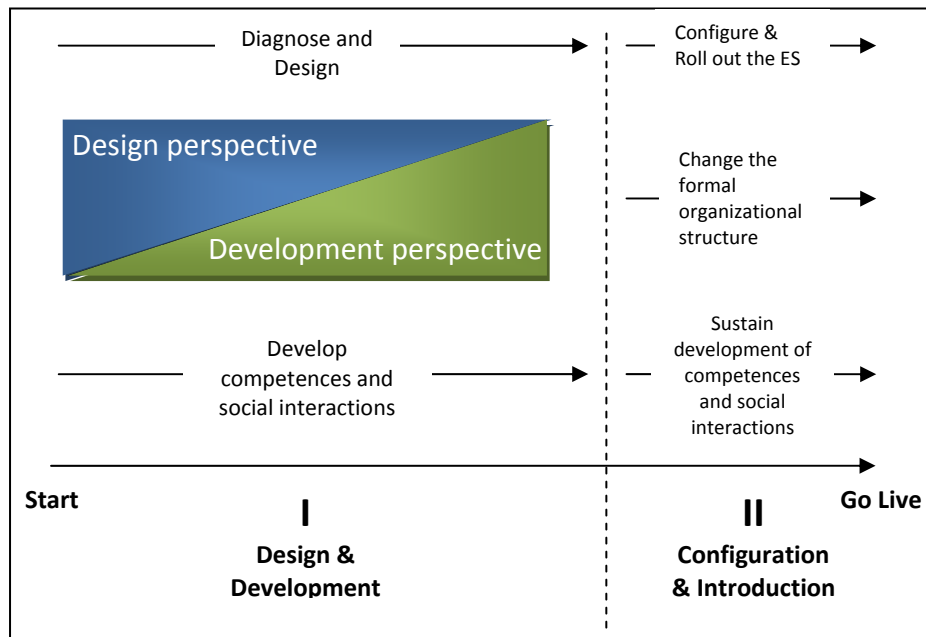 Diagnose and
Design
Configure &
Roll out the ES
Design perspective
Development perspective
Change the
formal
organizational
structure
Develop
competences and
social interactions
Sustain
development of
competences
and social
interactions
Start
Go Live
I
Design &
Development
II
Configuration
& Introduction